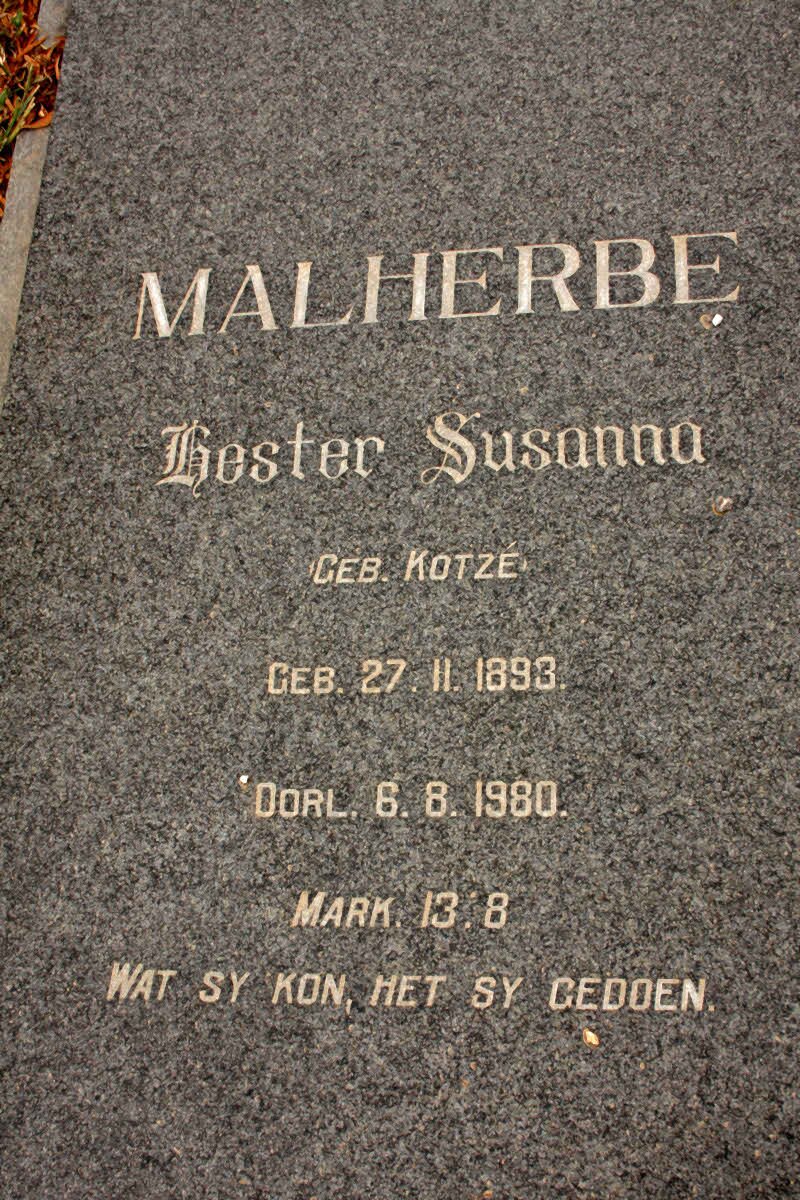 MALHERBE
Hester Susanna
(GEB. KOTZÉ)
GEB. 27. 11. 1893.
OORL. 6. 8. 1980.
MARK. 13:8
WAT SY KON, HET SY GEDOEN.